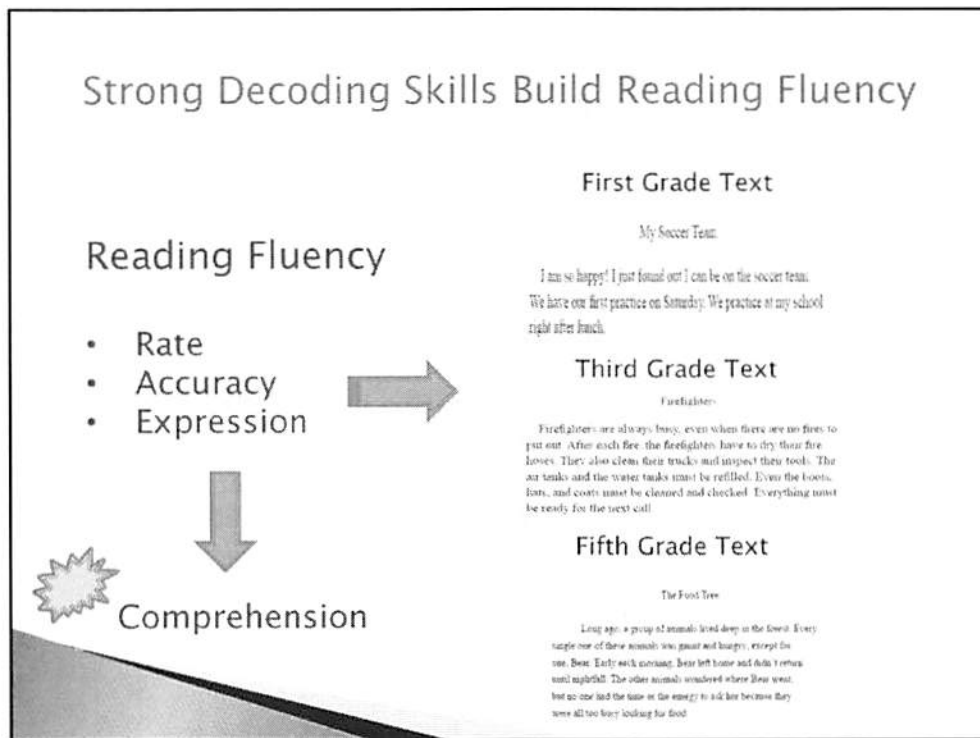 Strong Decoding Skills Build Reading Fluency
Reading Fluency
• Rate
• Accuracy
• Expression
Comprehension
First Grade Text
My Soccer Team
I am so happy! I just found out I can be on the soccer team.
We have our first practice on Saturday. We practice at my school
right after lunch.
Third Grade Text
Firefighters
Firefighters are always busy, even when there are no fires to
put out. After each fire, the firefighters have to dry their fire
hoses. They also clean their trucks and inspect their tools. The
air tanks and the water tanks must be refilled. Even the boots,
hats, and coats must be cleaned and checked. Everything must
be ready for the next call.
Fifth Grade Text
The Food Tree
Long ago, a group of animals lived deep in the forest. Every
single one of these animals was gaunt and hungry, except for
one, Bear. Early each morning, Bear left home and didn't return
until nightfall. The other animals wondered where Bear went,
but no one had the time or the energy to ask her because they
were all too busy looking for food.